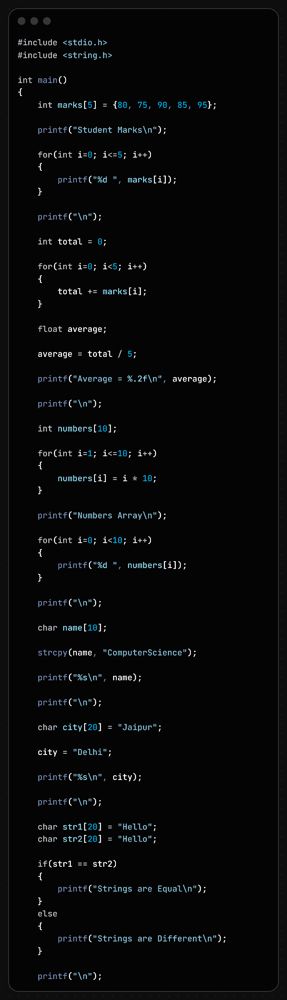 #include <stdio.h>
#include <string.h>

int main()
{
    int marks[5] = {80, 75, 90, 85, 95};

    printf("Student Marks\n");

    for(int i=0; i<=5; i++)
    {
        printf("%d ", marks[i]);
    }

    printf("\n");

    int total = 0;

    for(int i=0; i<5; i++)
    {
        total += marks[i];
    }

    float average;

    average = total / 5;

    printf("Average = %.2f\n", average);

    printf("\n");

    int numbers[10];

    for(int i=1; i<=10; i++)
    {
        numbers[i] = i * 10;
    }

    printf("Numbers Array\n");

    for(int i=0; i<10; i++)
    {
        printf("%d ", numbers[i]);
    }

    printf("\n");

    char name[10];

    strcpy(name, "ComputerScience");

    printf("%s\n", name);

    printf("\n");

    char city[20] = "Jaipur";

    city = "Delhi";

    printf("%s\n", city);

    printf("\n");

    char str1[20] = "Hello";
    char str2[20] = "Hello";

    if(str1 == str2)
    {
        printf("Strings are Equal\n");
    }
    else
    {
        printf("Strings are Different\n");
    }

    printf("\n");